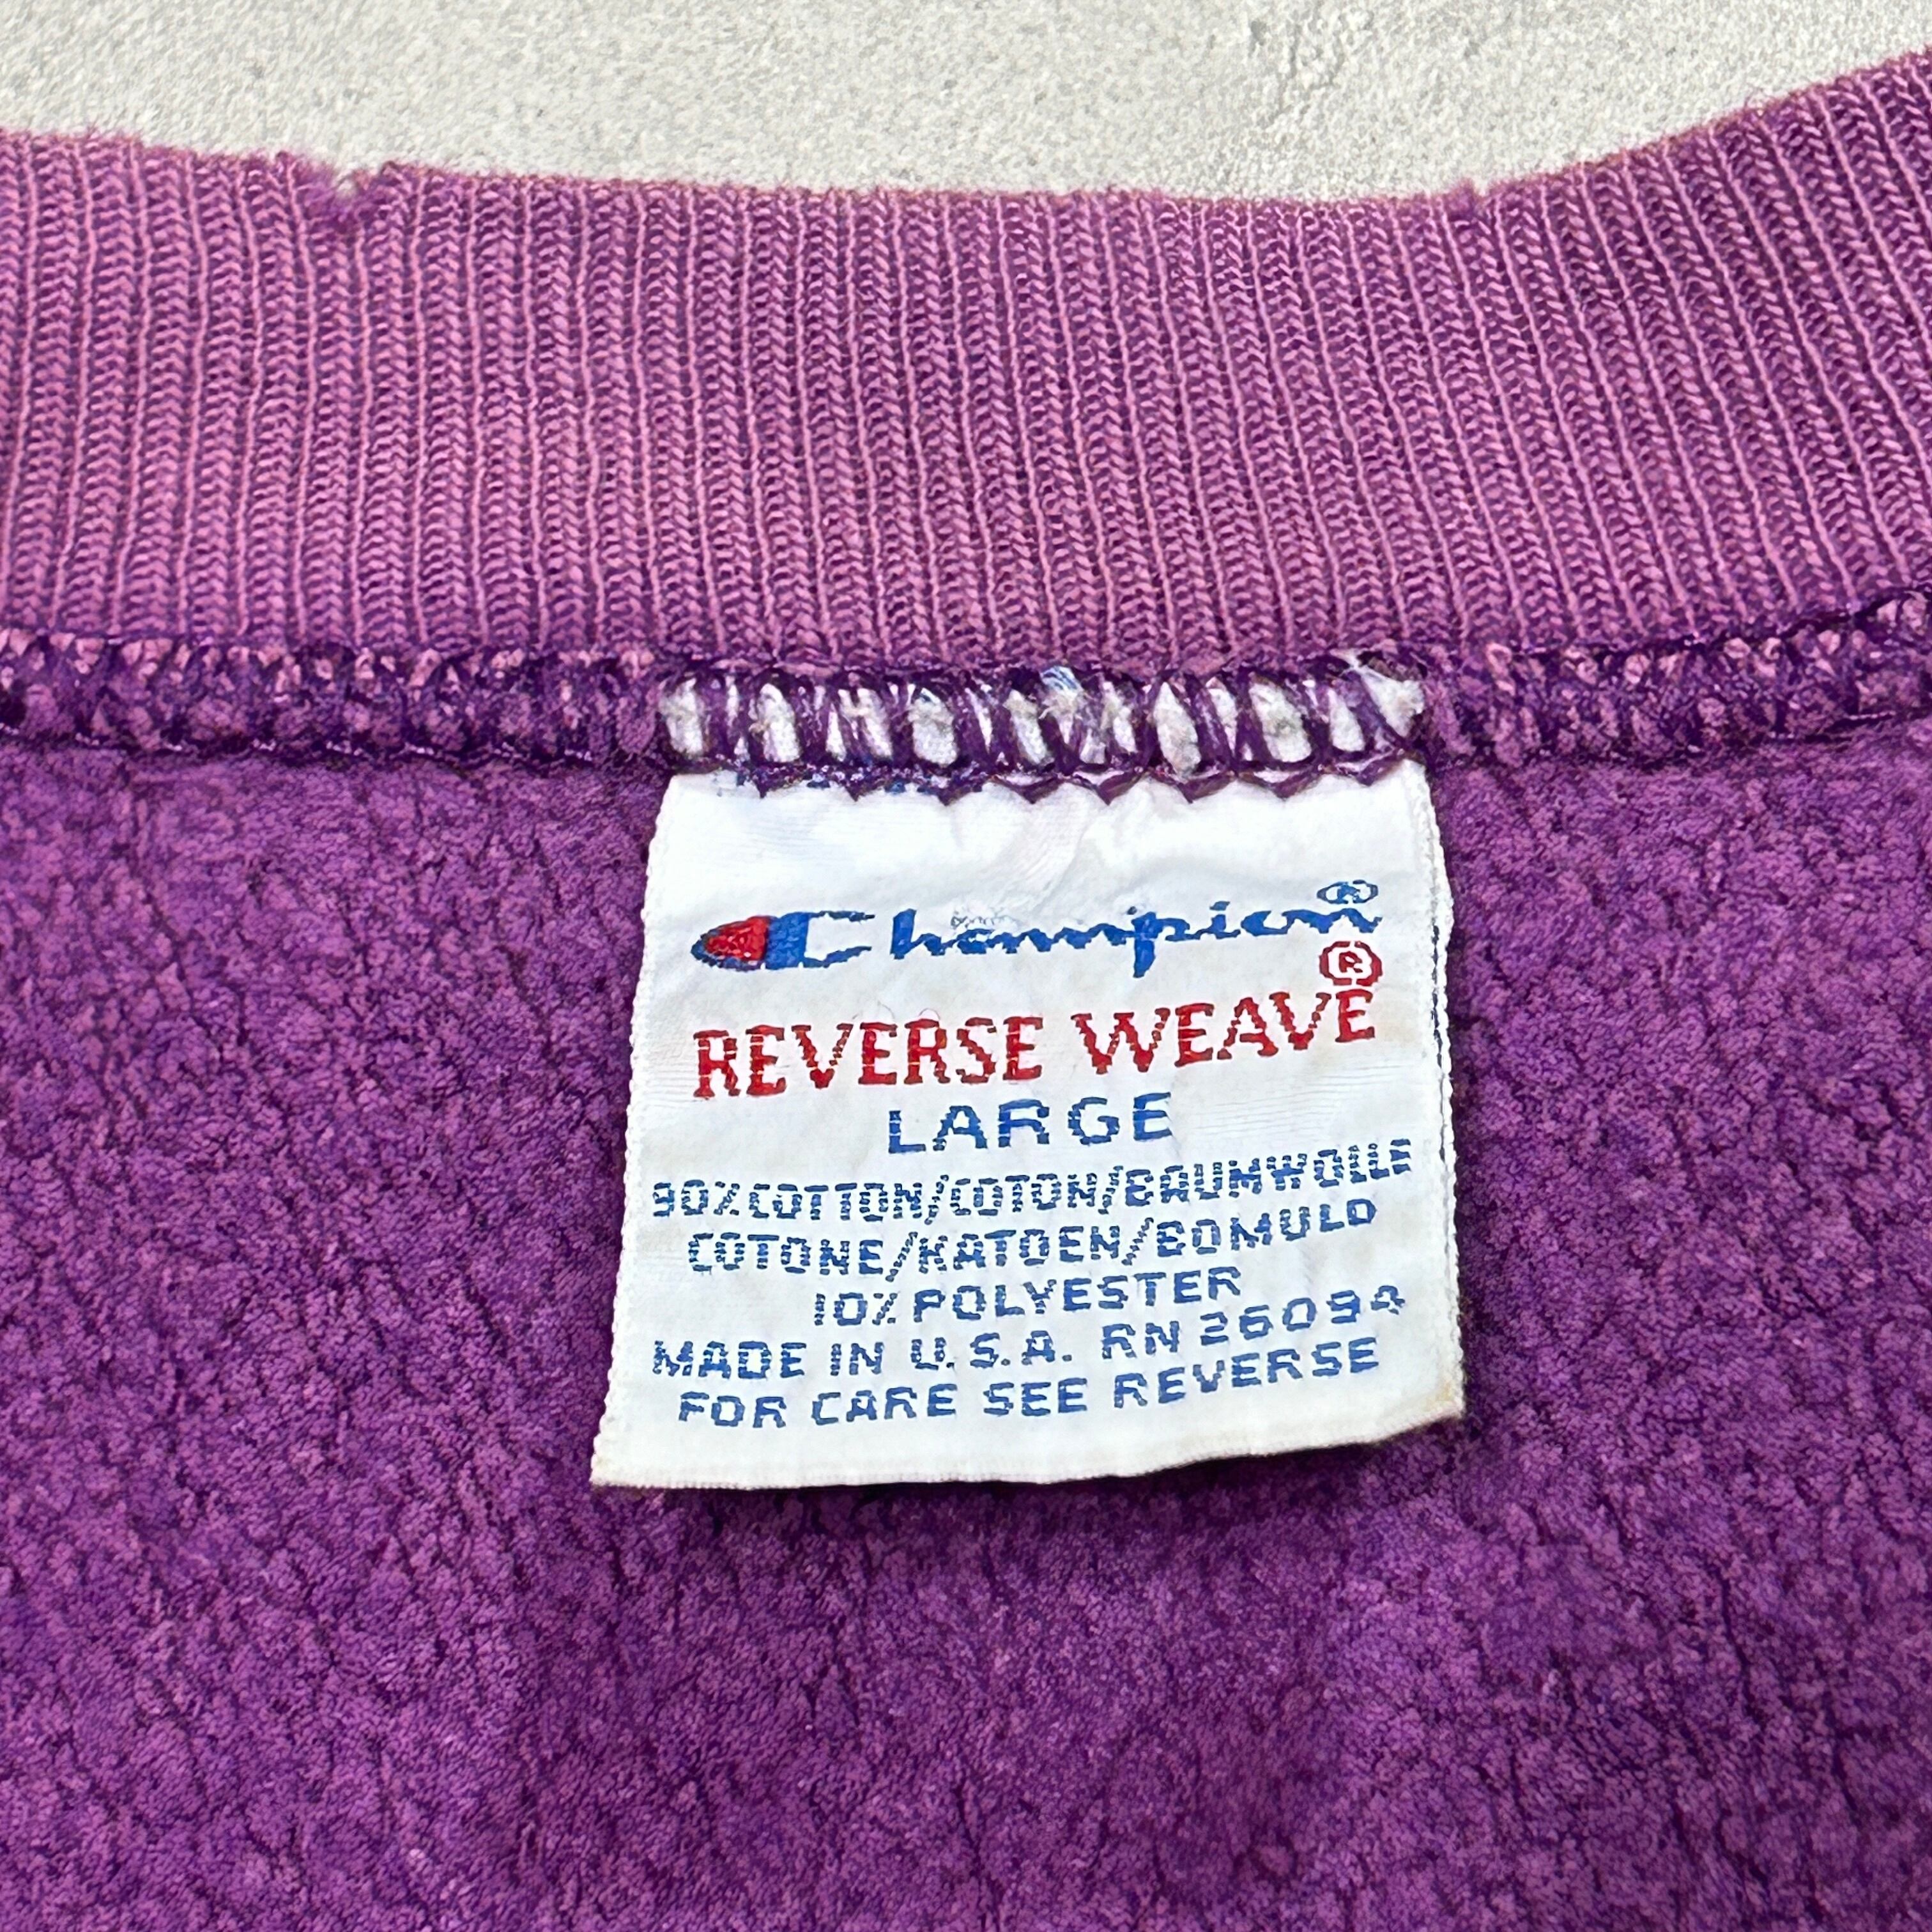 Champion®
REVERSE WEAVE®
LARGE
90% COTTON/COTON/BAUMWOLLE
COTONE/KATOEN/BOMULD
10% POLYESTER
MADE IN U.S.A. RN 26094
FOR CARE SEE REVERSE